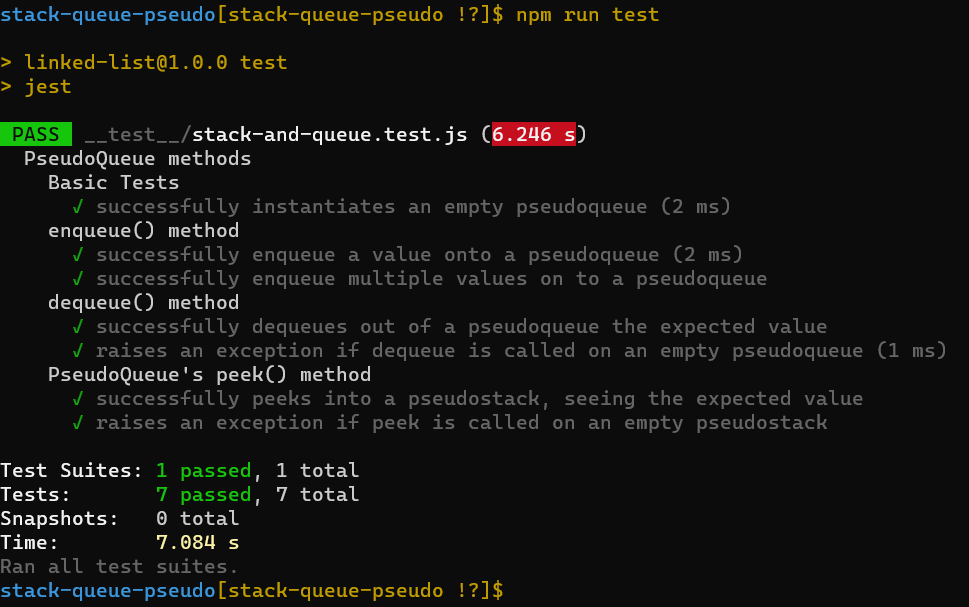 stack-queue-pseudo[stack-queue-pseudo !?]$ npm run test
> linked-list@1.0.0 test
> jest
PASS __test__/stack-and-queue.test.js (6.246 s)
PseudoQueue methods
Basic Tests
√ successfully instantiates an empty pseudoqueue (2 ms)
enqueue() method
√ successfully enqueue a value onto a pseudoqueue (2 ms)
√ successfully enqueue multiple values on to a pseudoqueue
dequeue() method
√ successfully dequeues out of a pseudoqueue the expected value
√ raises an exception if dequeue is called on an empty pseudoqueue (1 ms)
PseudoQueue's peek() method
√ successfully peeks into a pseudostack, seeing the expected value
√ raises an exception if peek is called on an empty pseudostack
Test Suites: 1 passed, 1 total
Tests: 7 passed, 7 total
Snapshots: 0 total
Time: 7.084 s
Ran all test suites.
stack-queue-pseudo[stack-queue-pseudo !?]$